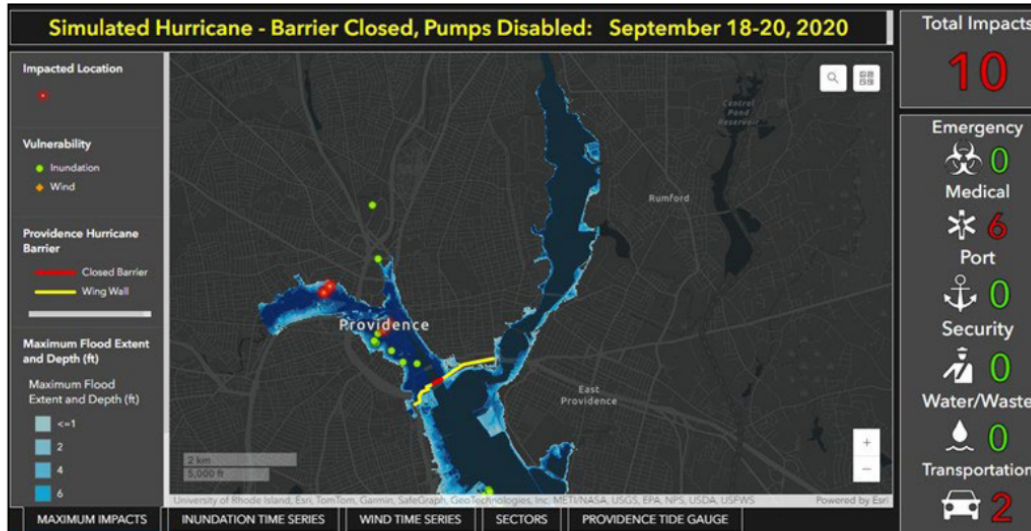 Simulated Hurricane - Barrier Closed, Pumps Disabled: September 18-20, 2020
Impacted Location
Vulnerability
Inundation
Wind
Providence Hurricane
Barrier
Closed Barrier
Wing Wall
Maximum Flood Extent
and Depth (ft)
Maximum Flood
Extent and Depth (ft)
<=1
2
4
6
Central
Pond
Reservoir
Rumford
Providence
East
Providence
2 km
5,000 ft
+
−
University of Rhode Island, Esri, TomTom, Garmin, SafeGraph, GeoTechnologies, Inc, METI/NASA, USGS, EPA, NPS, USDA, USFWS
Powered by Esri
MAXIMUM IMPACTS
INUNDATION TIME SERIES
WIND TIME SERIES
SECTORS
PROVIDENCE TIDE GAUGE
Total Impacts
10
Emergency
0
Medical
6
Port
0
Security
0
Water/Waste
0
Transportation
2